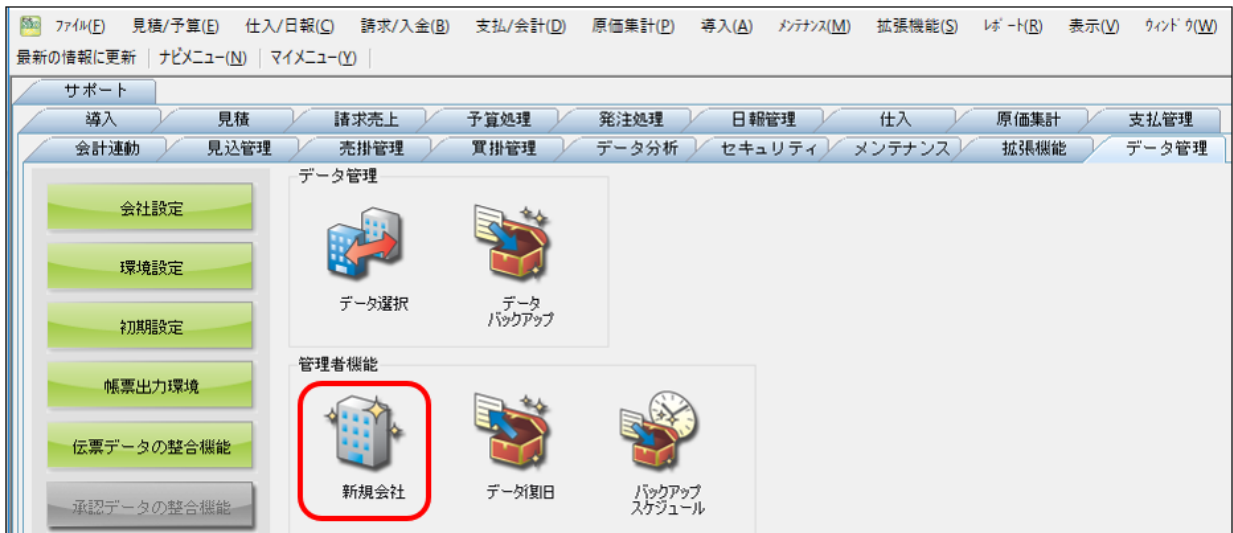 ファイル(F) 見積/予算(E) 仕入/日報(C) 請求/入金(B) 支払/会計(D) 原価集計(P) 導入(A) メンテナンス(M) 拡張機能(S) レポート(R) 表示(V) ウィンドウ(W)
最新の情報に更新 ナビメニュー(N) マイメニュー(Y)
サポート
導入 見積 請求売上 予算処理 発注処理 日報管理 仕入 原価集計 支払管理
会計連動 見込管理 売掛管理 買掛管理 データ分析 セキュリティ メンテナンス 拡張機能 データ管理
会社設定
環境設定
初期設定
帳票出力環境
伝票データの整合機能
承認データの整合機能
データ管理
データ選択
データ
バックアップ
管理者機能
新規会社
データ復旧
バックアップ
スケジュール